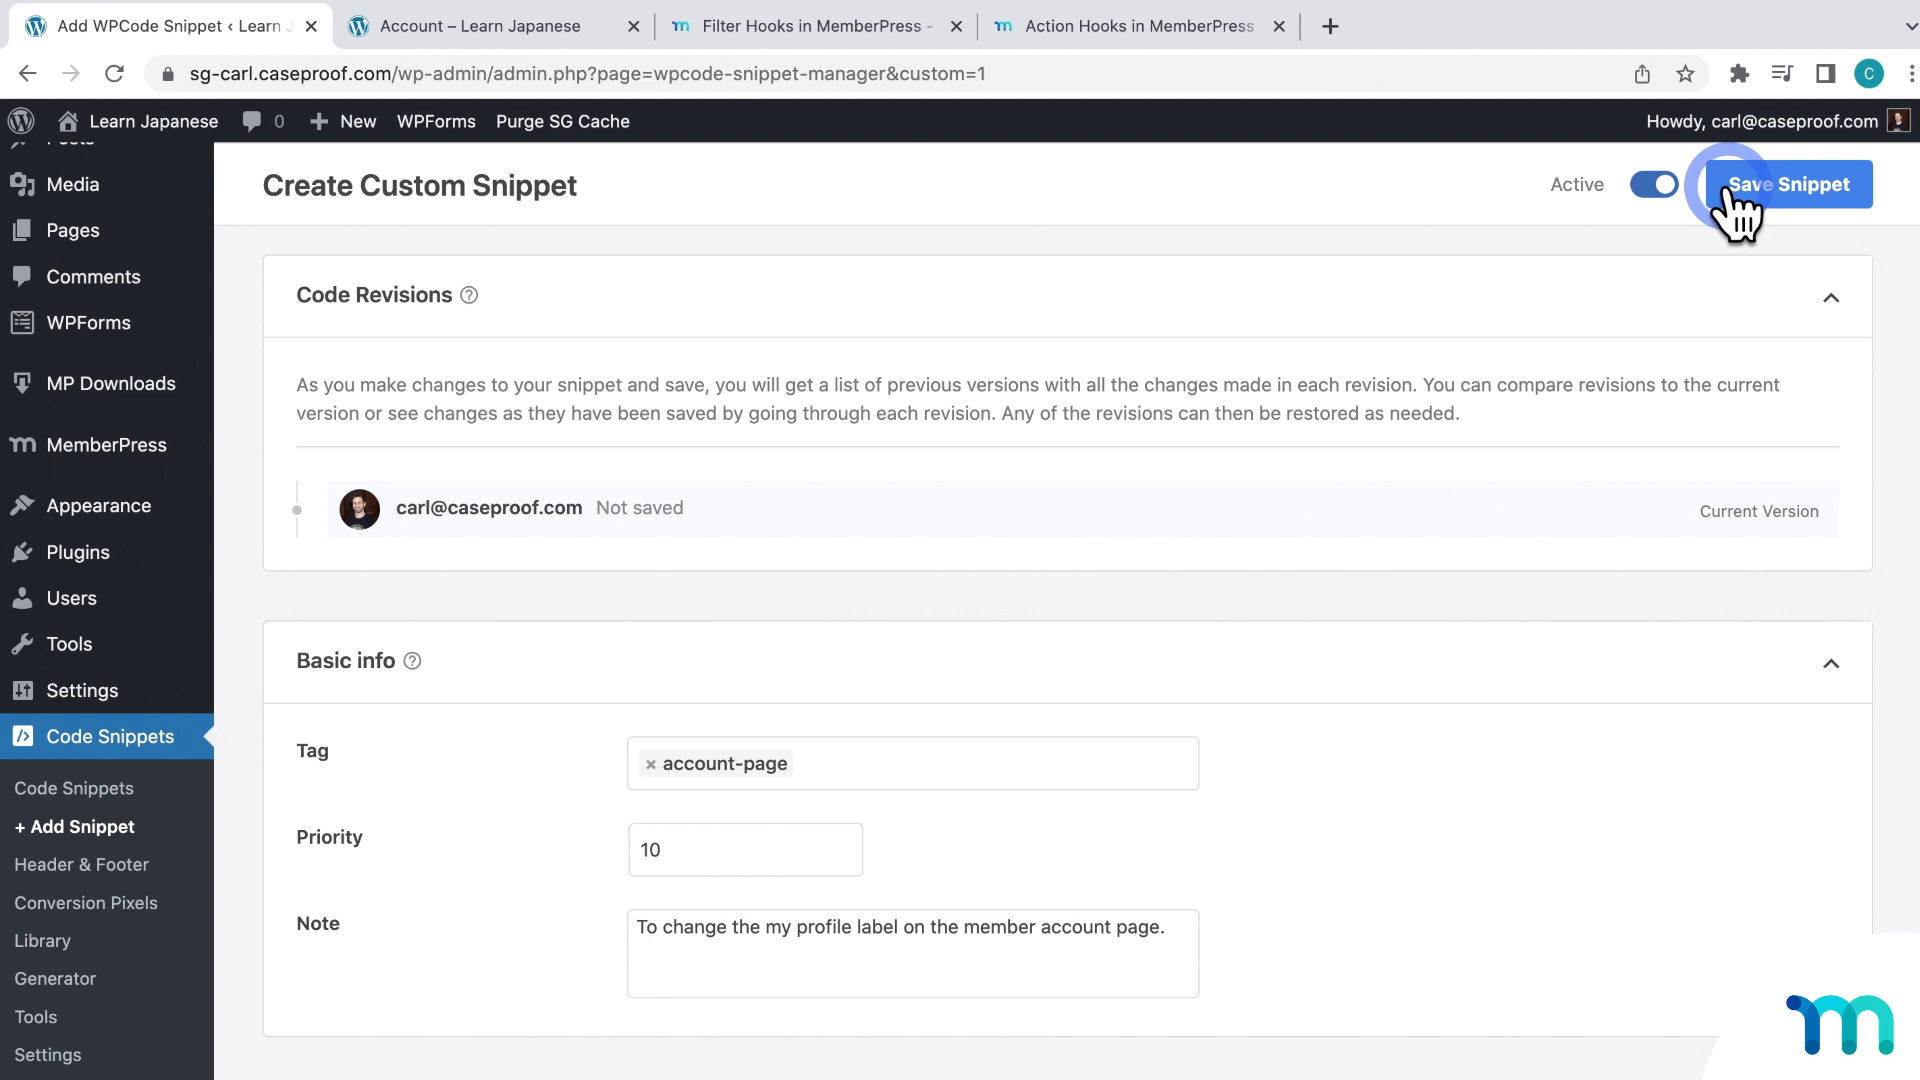 Add WPCode Snippet ‹ Learn J
Account – Learn Japanese
Filter Hooks in MemberPress -
Action Hooks in MemberPress
sg-carl.caseproof.com/wp-admin/admin.php?page=wpcode-snippet-manager&custom=1
C
Learn Japanese
0
New
WPForms
Purge SG Cache
Howdy, carl@caseproof.com
Posts
Media
Pages
Comments
WPForms
MP Downloads
MemberPress
Appearance
Plugins
Users
Tools
Settings
Code Snippets
Code Snippets
+ Add Snippet
Header & Footer
Conversion Pixels
Library
Generator
Tools
Settings
Create Custom Snippet
Active
Save Snippet
Code Revisions
As you make changes to your snippet and save, you will get a list of previous versions with all the changes made in each revision. You can compare revisions to the current
version or see changes as they have been saved by going through each revision. Any of the revisions can then be restored as needed.
carl@caseproof.com Not saved
Current Version
Basic info
Tag
× account-page
Priority
10
Note
To change the my profile label on the member account page.